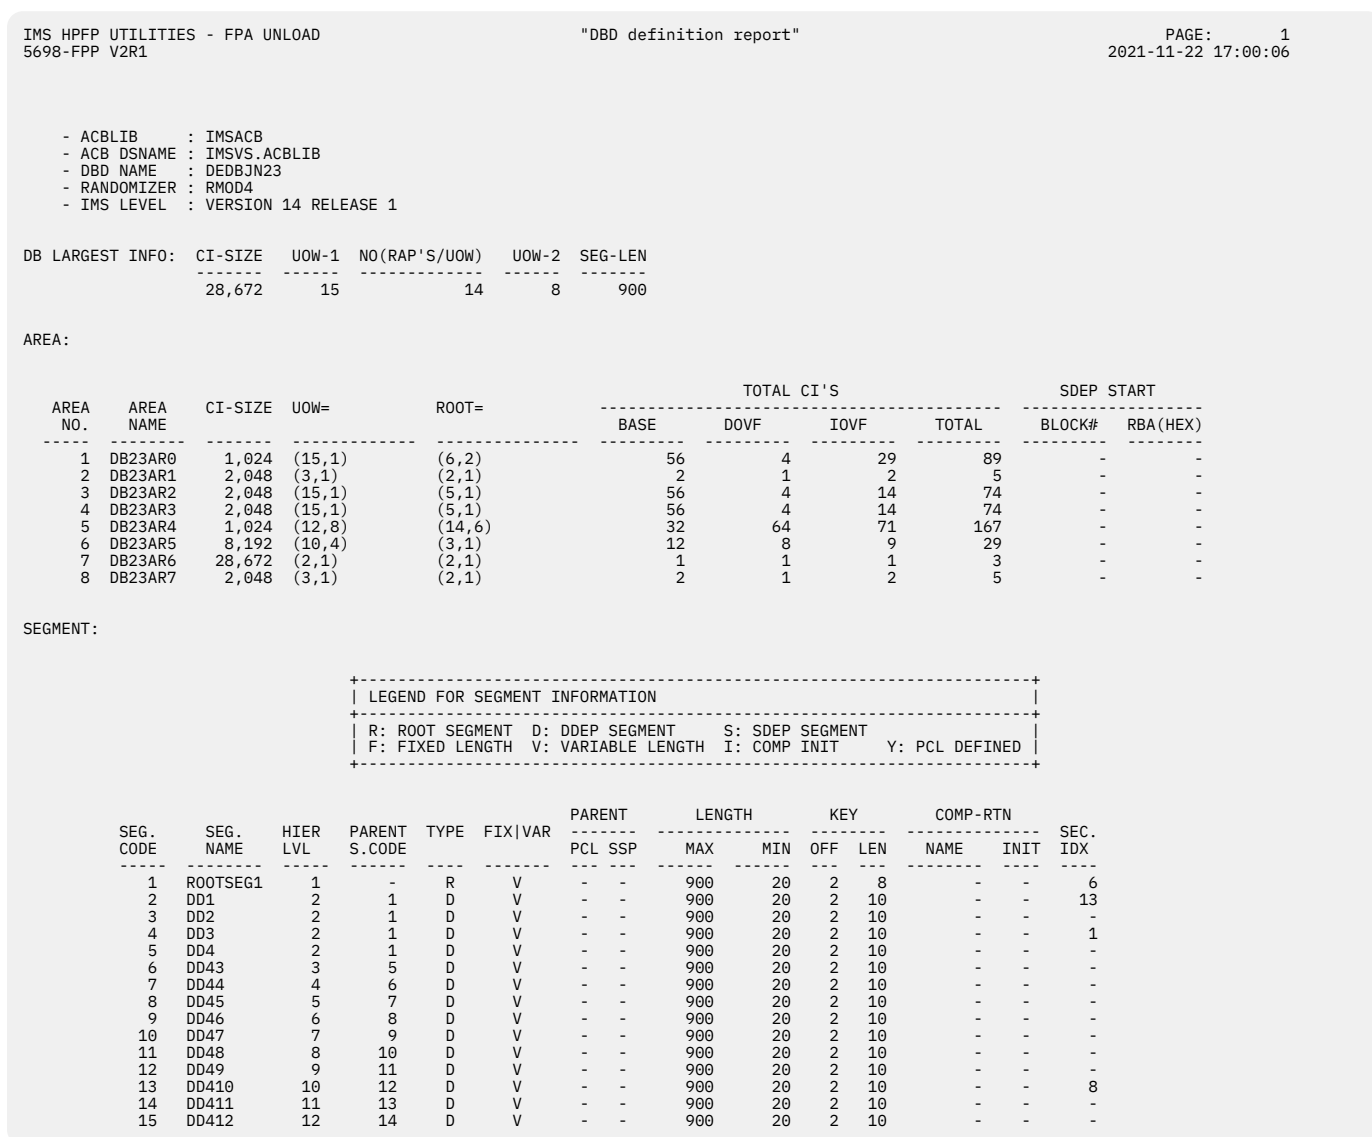 IMS HPFP UTILITIES - FPA UNLOAD                           "DBD definition report"                                      PAGE:       1
5698-FPP V2R1                                                                                                    2021-11-22 17:00:06
    - ACBLIB     : IMSACB
    - ACB DSNAME : IMSVS.ACBLIB
    - DBD NAME   : DEDBJN23
    - RANDOMIZER : RMOD4
    - IMS LEVEL  : VERSION 14 RELEASE 1
DB LARGEST INFO:  CI-SIZE   UOW-1  NO(RAP'S/UOW)   UOW-2  SEG-LEN
                  -------  ------  -------------  ------  -------
                   28,672      15             14       8      900
AREA:
                                                                           TOTAL CI'S                       SDEP START
   AREA    AREA    CI-SIZE  UOW=           ROOT=            ------------------------------------------  -------------------
    NO.    NAME                                               BASE       DOVF       IOVF       TOTAL      BLOCK#   RBA(HEX)
  -----  --------  -------  -------------  ---------------  ---------  ---------  ---------  ---------  ---------  --------
      1  DB23AR0     1,024  (15,1)         (6,2)                   56          4         29         89          -         -
      2  DB23AR1     2,048  (3,1)          (2,1)                    2          1          2          5          -         -
      3  DB23AR2     2,048  (15,1)         (5,1)                   56          4         14         74          -         -
      4  DB23AR3     2,048  (15,1)         (5,1)                   56          4         14         74          -         -
      5  DB23AR4     1,024  (12,8)         (14,6)                  32         64         71        167          -         -
      6  DB23AR5     8,192  (10,4)         (3,1)                   12          8          9         29          -         -
      7  DB23AR6    28,672  (2,1)          (2,1)                    1          1          1          3          -         -
      8  DB23AR7     2,048  (3,1)          (2,1)                    2          1          2          5          -         -
SEGMENT:
                                  +----------------------------------------------------------------------+
                                  | LEGEND FOR SEGMENT INFORMATION                                       |
                                  +----------------------------------------------------------------------+
                                  | R: ROOT SEGMENT  D: DDEP SEGMENT     S: SDEP SEGMENT                 |
                                  | F: FIXED LENGTH  V: VARIABLE LENGTH  I: COMP INIT     Y: PCL DEFINED |
                                  +----------------------------------------------------------------------+
                                                         PARENT       LENGTH        KEY        COMP-RTN
          SEG.     SEG.    HIER   PARENT  TYPE  FIX|VAR  -------  --------------  --------  --------------  SEC.
          CODE     NAME    LVL    S.CODE                 PCL SSP     MAX     MIN  OFF  LEN    NAME    INIT  IDX
          -----  --------  -----  ------  ----  -------  --- ---  ------  ------  ---  ---  --------  ----  ----
             1   ROOTSEG1    1       -     R       V      -   -      900      20    2    8         -    -      6
             2   DD1         2       1     D       V      -   -      900      20    2   10         -    -     13
             3   DD2         2       1     D       V      -   -      900      20    2   10         -    -      -
             4   DD3         2       1     D       V      -   -      900      20    2   10         -    -      1
             5   DD4         2       1     D       V      -   -      900      20    2   10         -    -      -
             6   DD43        3       5     D       V      -   -      900      20    2   10         -    -      -
             7   DD44        4       6     D       V      -   -      900      20    2   10         -    -      -
             8   DD45        5       7     D       V      -   -      900      20    2   10         -    -      -
             9   DD46        6       8     D       V      -   -      900      20    2   10         -    -      -
            10   DD47        7       9     D       V      -   -      900      20    2   10         -    -      -
            11   DD48        8      10     D       V      -   -      900      20    2   10         -    -      -
            12   DD49        9      11     D       V      -   -      900      20    2   10         -    -      -
            13   DD410      10      12     D       V      -   -      900      20    2   10         -    -      8
            14   DD411      11      13     D       V      -   -      900      20    2   10         -    -      -
            15   DD412      12      14     D       V      -   -      900      20    2   10         -    -      -